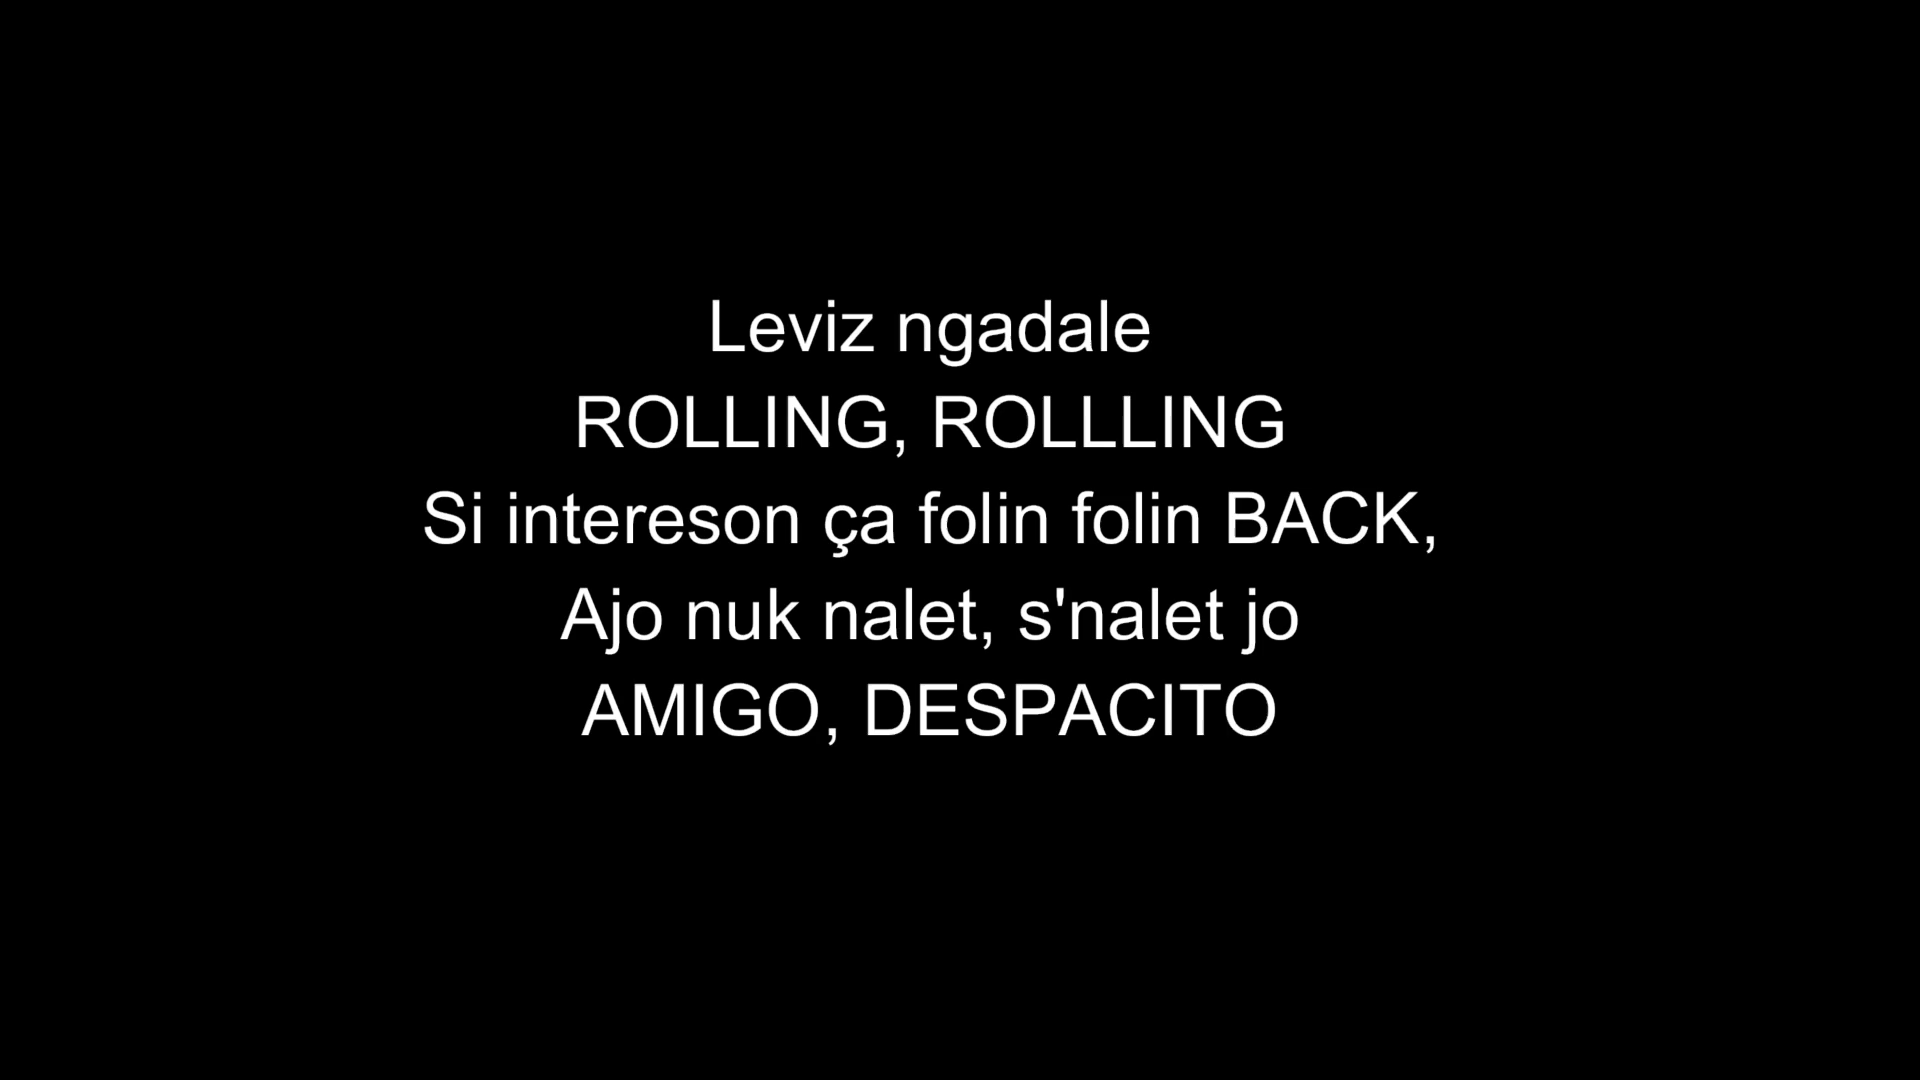 Leviz ngadale
ROLLING, ROLLLING
Si intereson ça folin folin BACK,
Ajo nuk nalet, s'nalet jo
AMIGO, DESPACITO